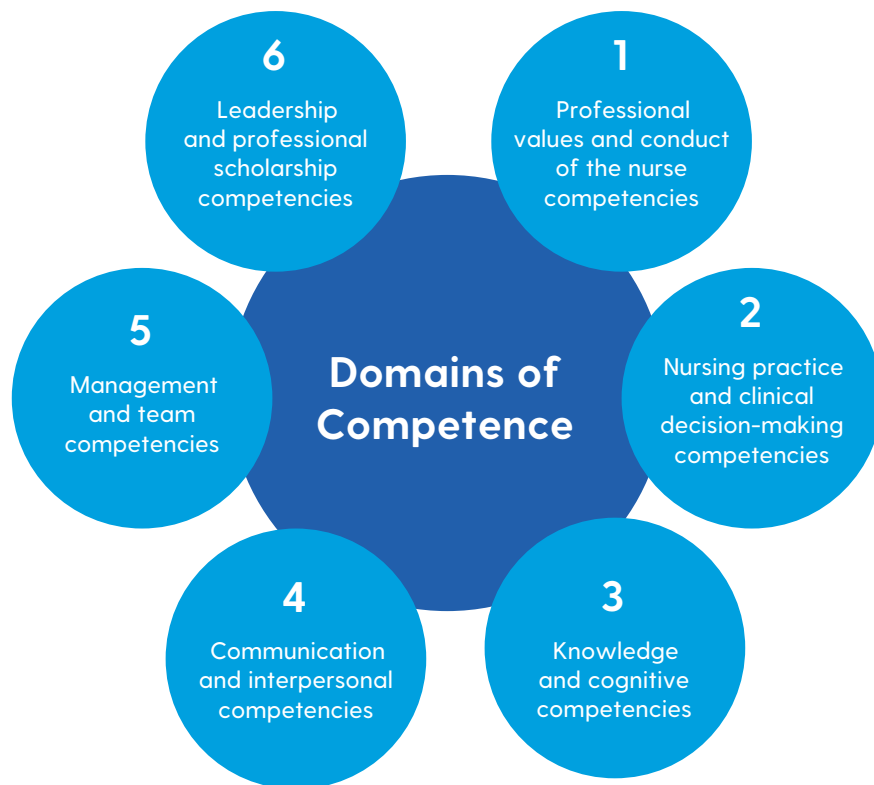 Domains of
Competence
1
Professional
values and conduct
of the nurse
competencies
2
Nursing practice
and clinical
decision-making
competencies
3
Knowledge
and cognitive
competencies
4
Communication
and interpersonal
competencies
5
Management
and team
competencies
6
Leadership
and professional
scholarship
competencies